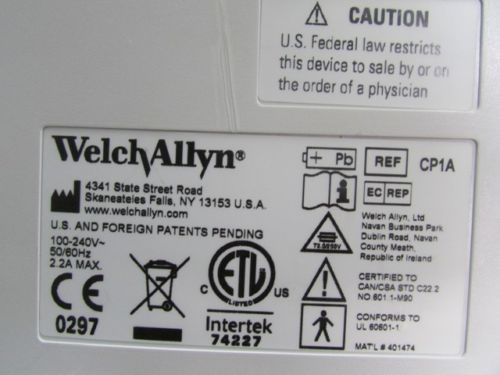 CAUTION
U.S. Federal law restricts
this device to sale by or on
the order of a physician
WelchAllyn®
4341 State Street Road
Skaneateles Falls, NY 13153 U.S.A.
www.welchallyn.com
U.S. AND FOREIGN PATENTS PENDING
100-240V~
50/60Hz
2.2A MAX.
CE
0297
C ETL US
LISTED
Intertek
74227
+ Pb
REF CP1A
i
EC REP
Welch Allyn, Ltd
Navan Business Park
Dublin Road, Navan
County Meath,
Republic of Ireland
CERTIFIED TO
CAN/CSA STD C22.2
NO.601.1-M90
CONFORMS TO
UL 60601-1
MAT'L # 401474